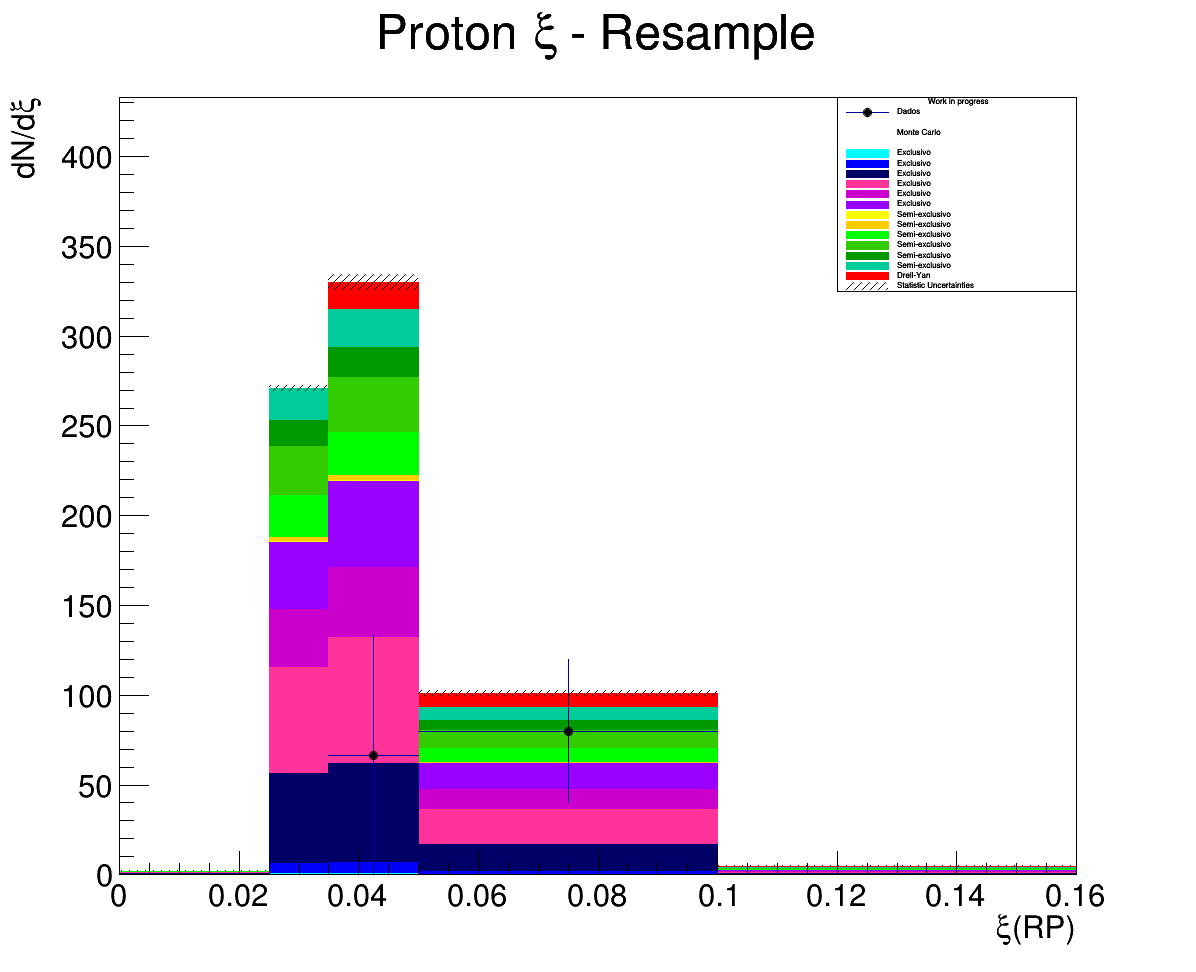 Proton ξ - Resample
dN/dξ
400
350
300
250
200
150
100
50
0
0 0.02 0.04 0.06 0.08 0.1 0.12 0.14 0.16
ξ(RP)
Work in progress
Dados
Monte Carlo
Exclusivo
Exclusivo
Exclusivo
Exclusivo
Exclusivo
Exclusivo
Semi-exclusivo
Semi-exclusivo
Semi-exclusivo
Semi-exclusivo
Semi-exclusivo
Semi-exclusivo
Drell-Yan
Statistic Uncertainties